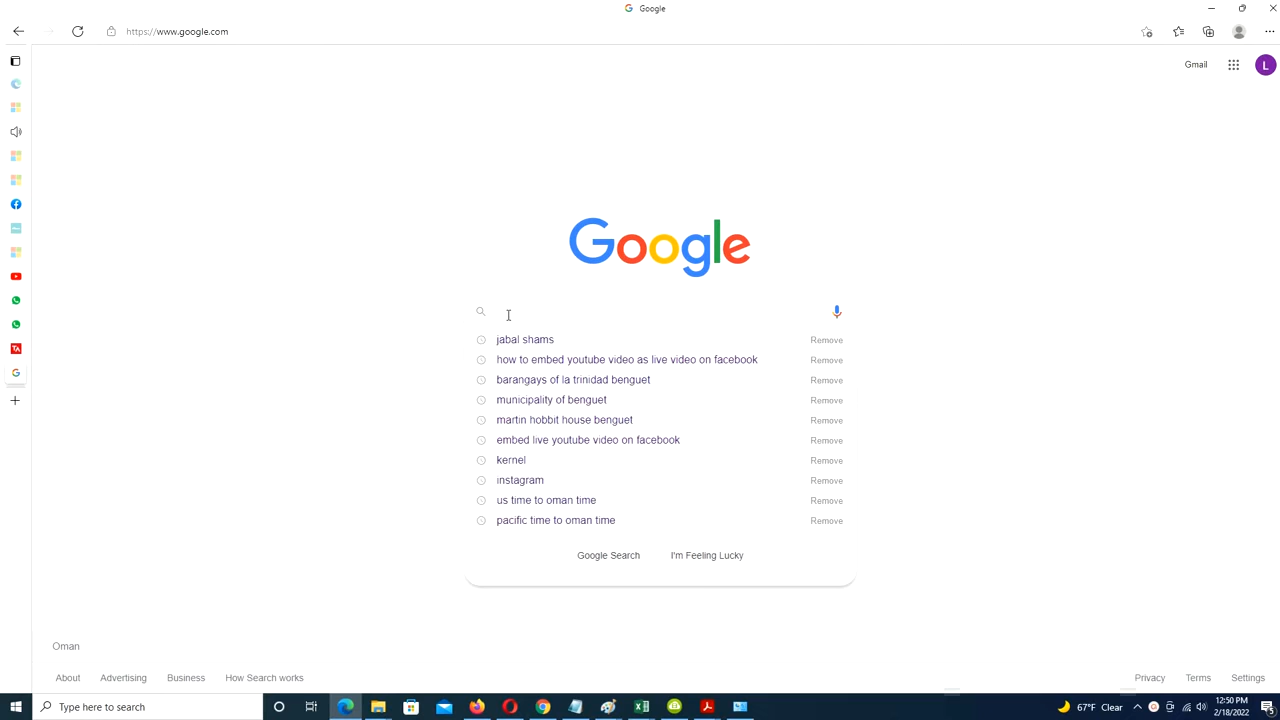 Google
https://www.google.com
Gmail
L
Google
jabal shams Remove
how to embed youtube video as live video on facebook Remove
barangays of la trinidad benguet Remove
municipality of benguet Remove
martin hobbit house benguet Remove
embed live youtube video on facebook Remove
kernel Remove
instagram Remove
us time to oman time Remove
pacific time to oman time Remove
Google Search I'm Feeling Lucky
Oman
About Advertising Business How Search works Privacy Terms Settings
Type here to search
67°F Clear
12:50 PM
2/18/2022